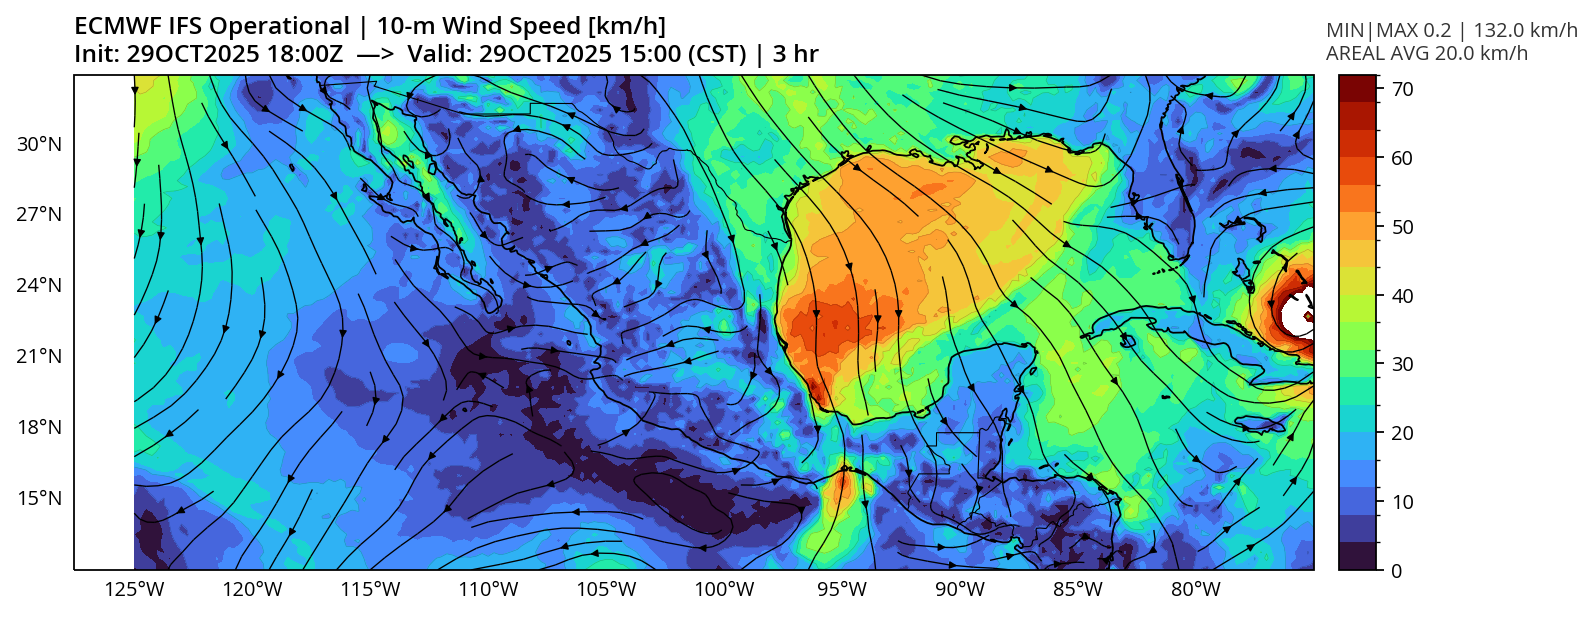 ECMWF IFS Operational | 10-m Wind Speed [km/h]
Init: 29OCT2025 18:00Z —> Valid: 29OCT2025 15:00 (CST) | 3 hr
MIN|MAX 0.2 | 132.0 km/h
AREAL AVG 20.0 km/h
30°N
27°N
24°N
21°N
18°N
15°N
125°W
120°W
115°W
110°W
105°W
100°W
95°W
90°W
85°W
80°W
70
60
50
40
30
20
10
0